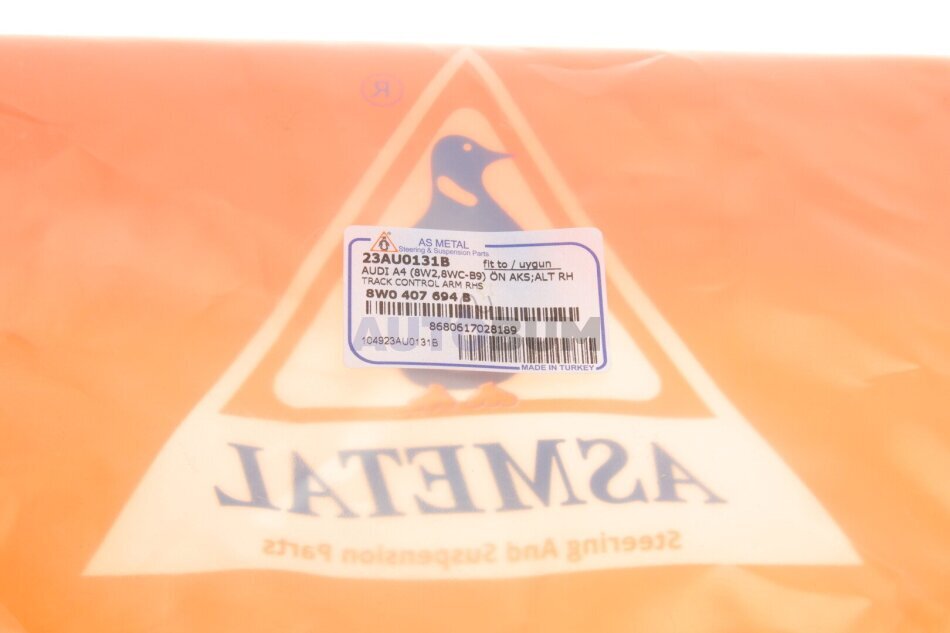 ®
AS METAL
Steering & Suspension Parts
23AU0131B fit to / uygun
AUDI A4 (8W2,8WC-B9) ÖN AKS;ALT RH
TRACK CONTROL ARM RHS
8W0 407 694 B
8680617028189
104923AU0131B
MADE IN TURKEY
ASMETAL
Steering And Suspension Parts